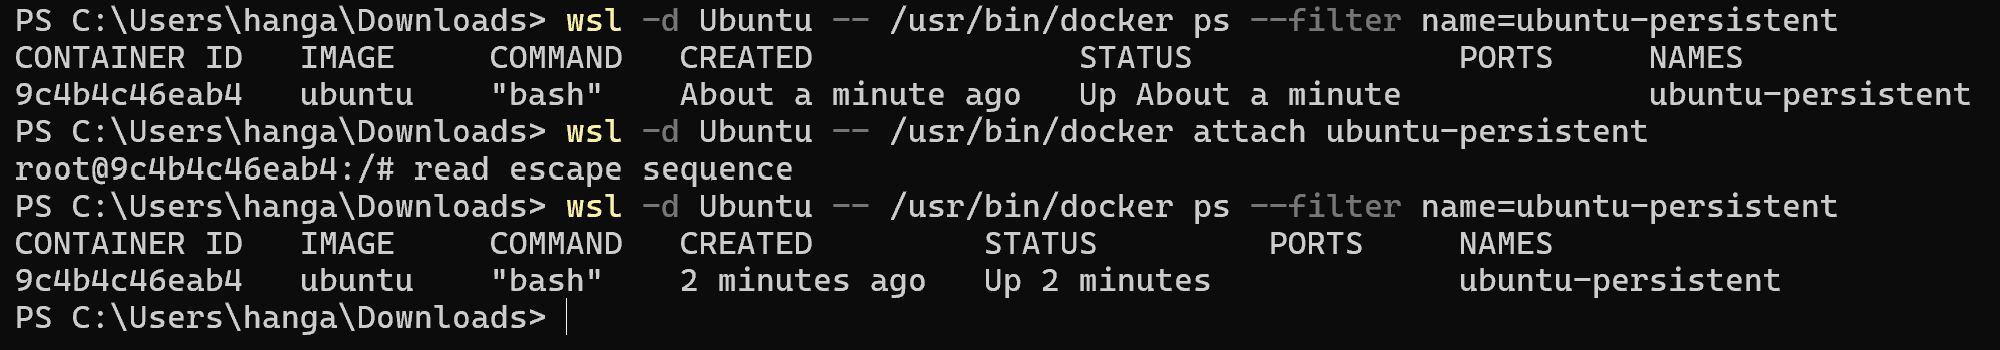 PS C:\Users\hanga\Downloads> wsl -d Ubuntu -- /usr/bin/docker ps --filter name=ubuntu-persistent
CONTAINER ID   IMAGE     COMMAND   CREATED              STATUS              PORTS     NAMES
9c4b4c46eab4   ubuntu    "bash"    About a minute ago   Up About a minute             ubuntu-persistent
PS C:\Users\hanga\Downloads> wsl -d Ubuntu -- /usr/bin/docker attach ubuntu-persistent
root@9c4b4c46eab4:/# read escape sequence
PS C:\Users\hanga\Downloads> wsl -d Ubuntu -- /usr/bin/docker ps --filter name=ubuntu-persistent
CONTAINER ID   IMAGE     COMMAND   CREATED         STATUS         PORTS     NAMES
9c4b4c46eab4   ubuntu    "bash"    2 minutes ago   Up 2 minutes             ubuntu-persistent
PS C:\Users\hanga\Downloads>